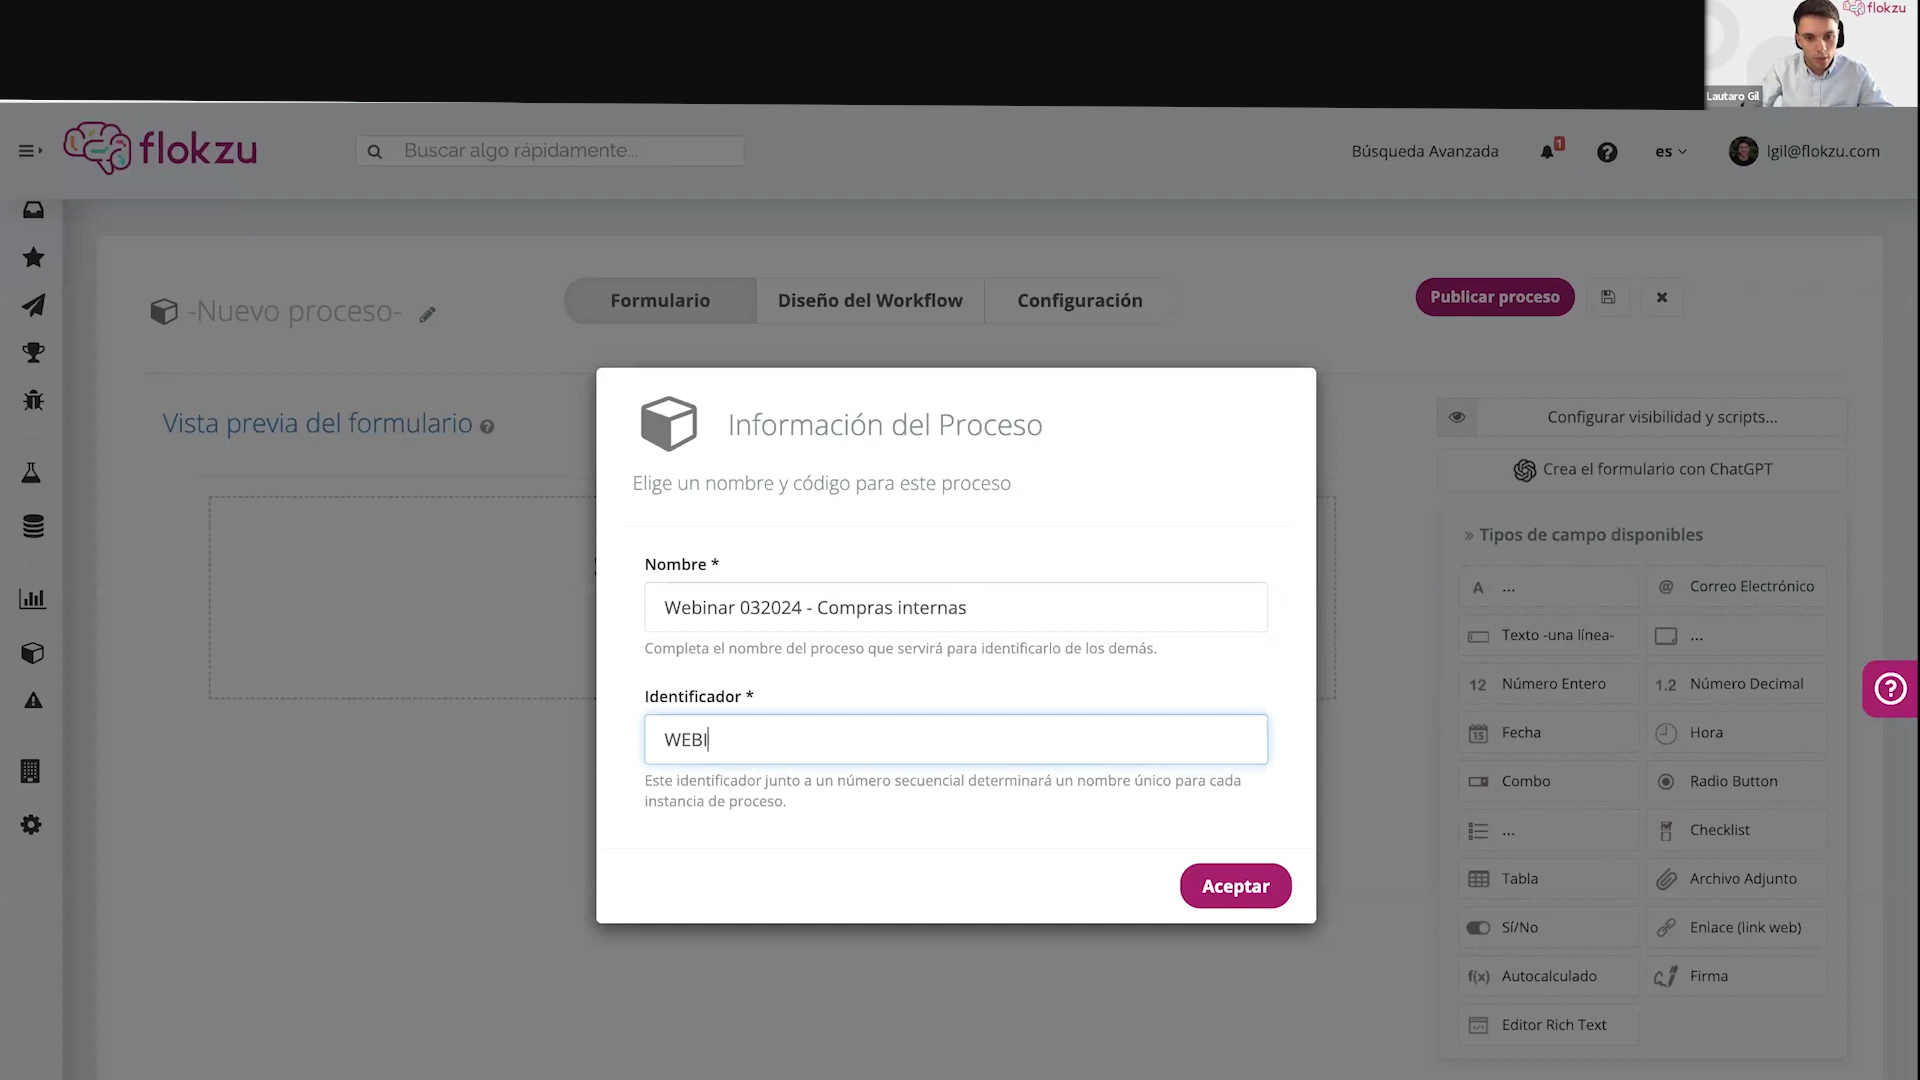 flokzu
Lautaro Gil
flokzu
Buscar algo rápidamente...
Búsqueda Avanzada
1
es
lgil@flokzu.com
-Nuevo proceso-
Formulario
Diseño del Workflow
Configuración
Publicar proceso
Vista previa del formulario
Información del Proceso
Elige un nombre y código para este proceso
Nombre *
Webinar 032024 - Compras internas
Completa el nombre del proceso que servirá para identificarlo de los demás.
Identificador *
WEBI
Este identificador junto a un número secuencial determinará un nombre único para cada
instancia de proceso.
Aceptar
Configurar visibilidad y scripts...
Crea el formulario con ChatGPT
» Tipos de campo disponibles
A ...
@ Correo Electrónico
Texto -una línea-
...
12 Número Entero
1.2 Número Decimal
15 Fecha
Hora
Combo
Radio Button
...
Checklist
Tabla
Archivo Adjunto
Sí/No
Enlace (link web)
f(x) Autocalculado
Firma
Editor Rich Text